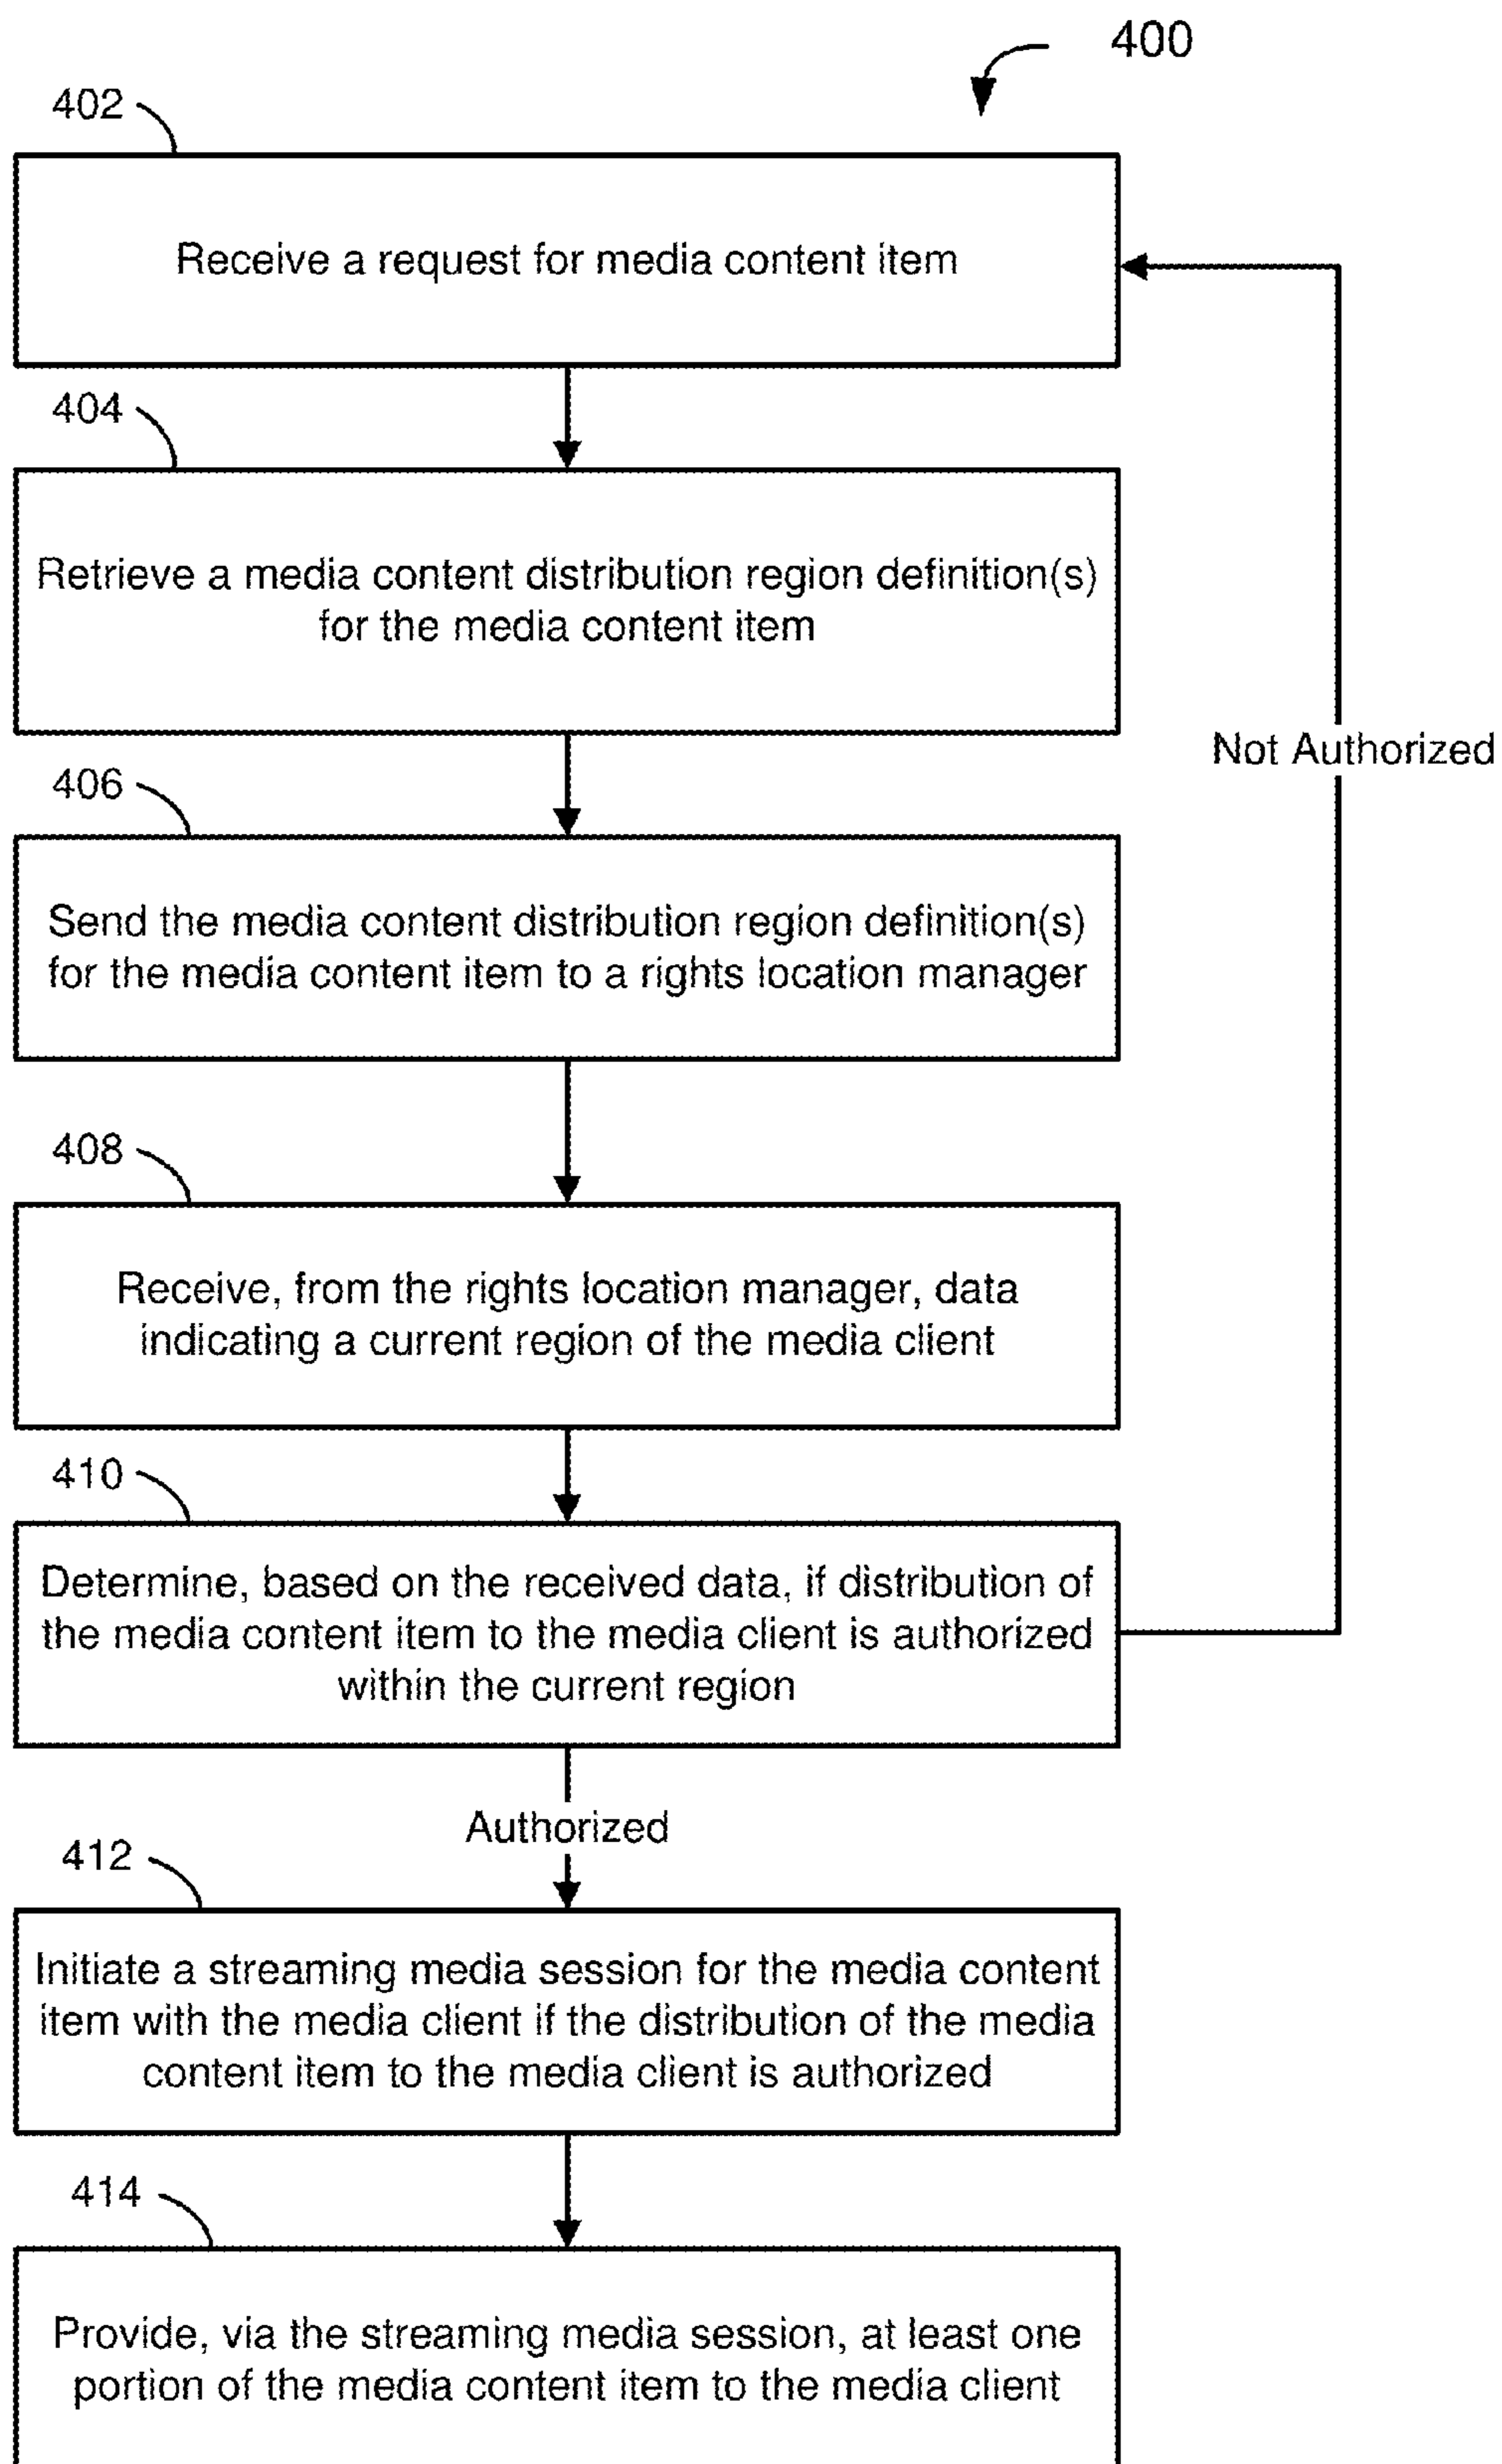 400
402
Receive a request for media content item
404
Retrieve a media content distribution region definition(s)
for the media content item
Not Authorized
406
Send the media content distribution region definition(s)
for the media content item to a rights location manager
408
Receive, from the rights location manager, data
indicating a current region of the media client
410
Determine, based on the received data, if distribution of
the media content item to the media client is authorized
within the current region
Authorized
412
Initiate a streaming media session for the media content
item with the media client if the distribution of the media
content item to the media client is authorized
414
Provide, via the streaming media session, at least one
portion of the media content item to the media client